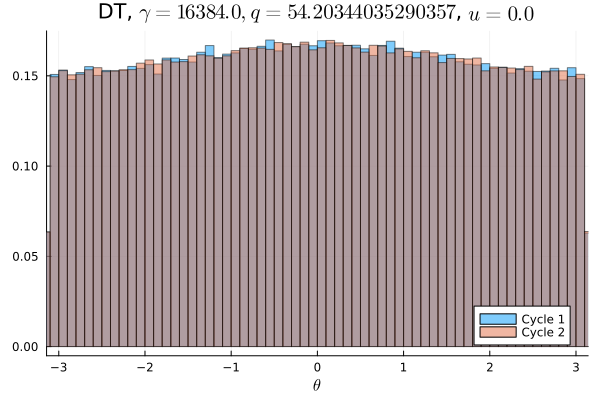 DT, γ = 16384.0, q = 54.20344035290357, u = 0.0
0.15
0.10
0.05
0.00
−3 −2 −1 0 1 2 3
θ
Cycle 1
Cycle 2